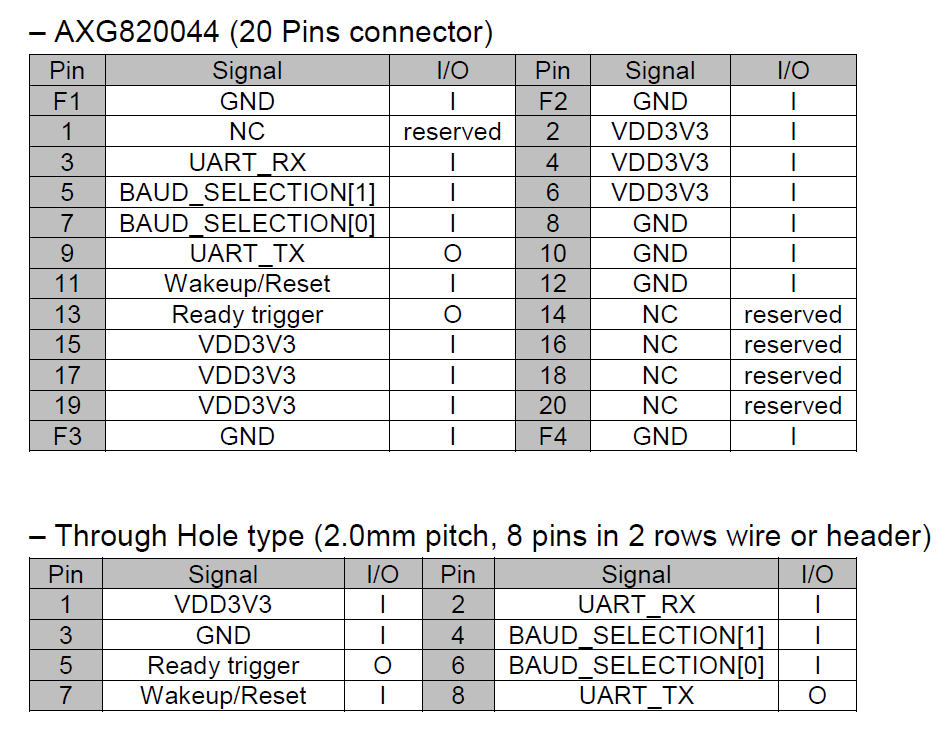 – AXG820044 (20 Pins connector)
Pin Signal I/O Pin Signal I/O
F1 GND I F2 GND I
1 NC reserved 2 VDD3V3 I
3 UART_RX I 4 VDD3V3 I
5 BAUD_SELECTION[1] I 6 VDD3V3 I
7 BAUD_SELECTION[0] I 8 GND I
9 UART_TX O 10 GND I
11 Wakeup/Reset I 12 GND I
13 Ready trigger O 14 NC reserved
15 VDD3V3 I 16 NC reserved
17 VDD3V3 I 18 NC reserved
19 VDD3V3 I 20 NC reserved
F3 GND I F4 GND I
– Through Hole type (2.0mm pitch, 8 pins in 2 rows wire or header)
Pin Signal I/O Pin Signal I/O
1 VDD3V3 I 2 UART_RX I
3 GND I 4 BAUD_SELECTION[1] I
5 Ready trigger O 6 BAUD_SELECTION[0] I
7 Wakeup/Reset I 8 UART_TX O